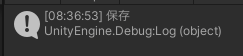 [08:36:53] 保存
UnityEngine.Debug:Log (object)